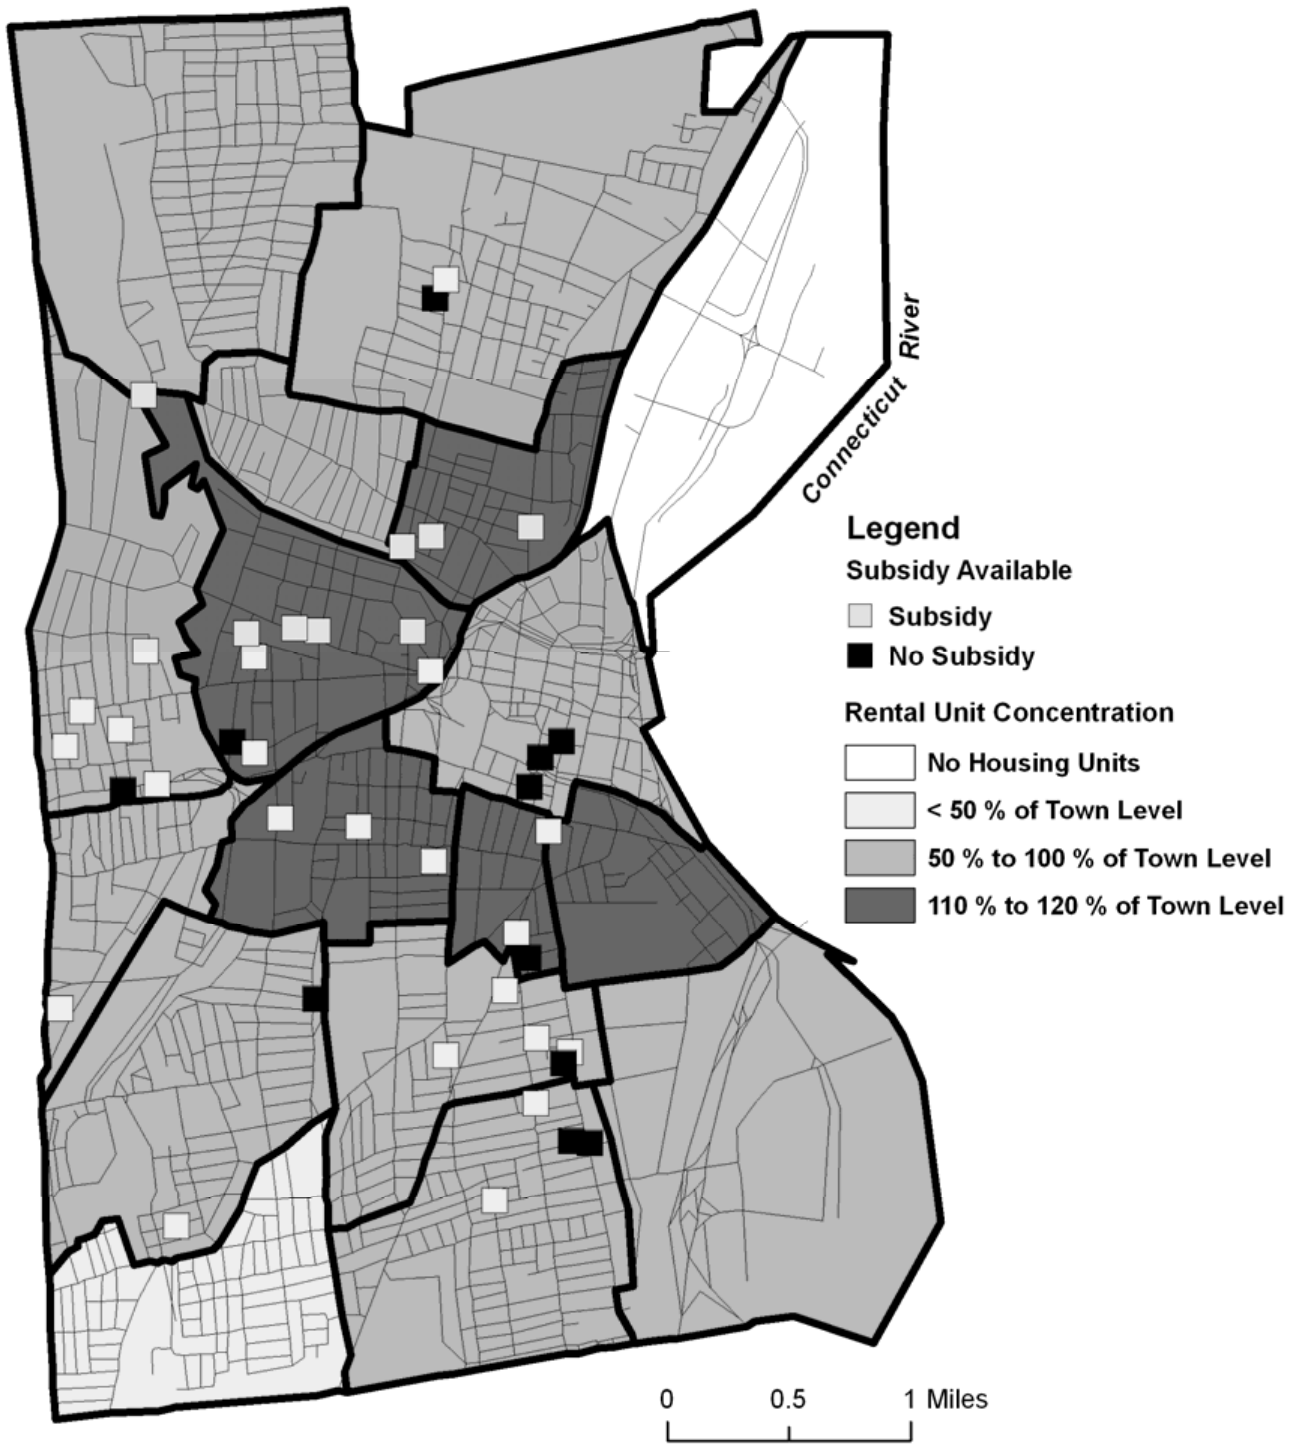 River
Connecticut
Legend
Subsidy Available
Subsidy
No Subsidy
Rental Unit Concentration
No Housing Units
< 50 % of Town Level
50 % to 100 % of Town Level
110 % to 120 % of Town Level
0 0.5 1 Miles